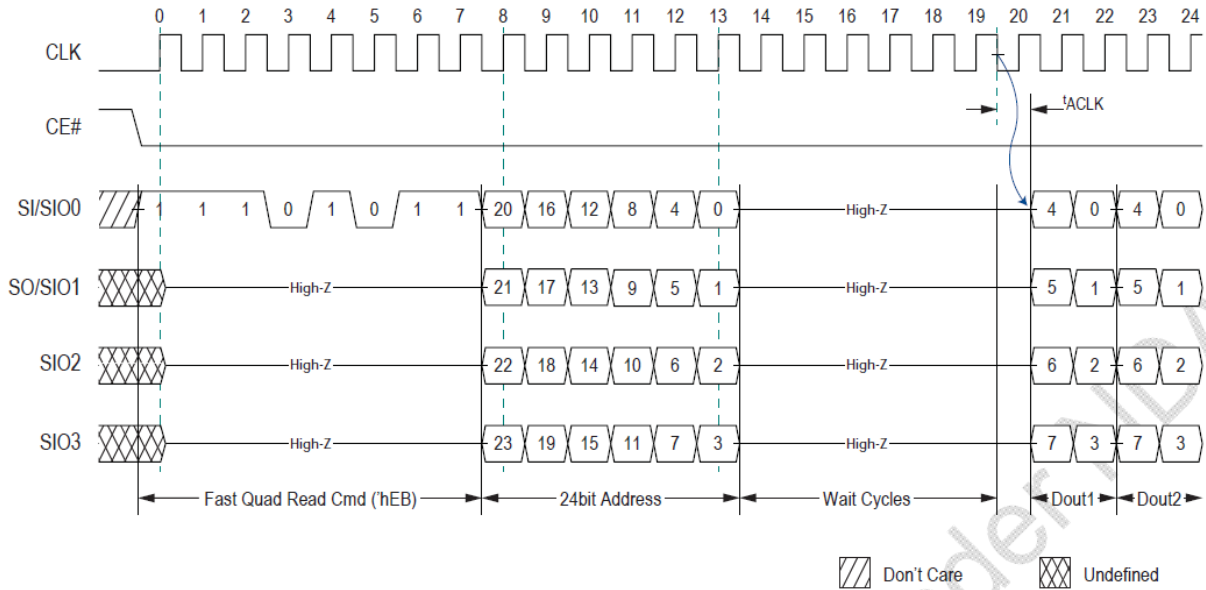 0 1 2 3 4 5 6 7 8 9 10 11 12 13 14 15 16 17 18 19 20 21 22 24
CLK
tACLK
CE#
SI/SIO0 1 1 1 0 1 0 1 1 20 16 12 8 4 0 High-Z 4 0 4 0
SO/SIO1 High-Z 21 17 13 9 5 1 High-Z 5 1 5 1
SIO2 High-Z 22 18 14 10 6 2 High-Z 6 2 6 2
SIO3 High-Z 23 19 15 11 7 3 High-Z 7 3 7 3
Fast Quad Read Cmd ('hEB) 24bit Address Wait Cycles Dout1 Dout2
Don't Care Undefined